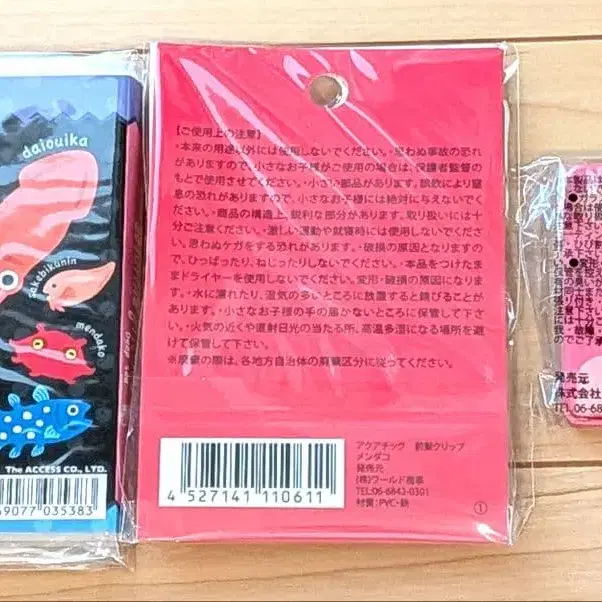 daiouika
sakebikunin
mendako
The ACCESS CO., LTD.
69077 035383
【ご使用上の注意】
・本来の用途以外には使用しないでください。・思わぬ事故の恐れ
がありますので、小さなお子様がご使用の場合は、保護者監督の
もとで使用させてください。・小さい部品があります。誤飲により窒
息の恐れがありますので、小さなお子様には絶対に与えないでく
ださい。・商品の構造上、鋭利な部分があります。取り扱いには十
分ご注意ください。・激しい運動や就寝時には使用しないでくださ
い。思わぬケガをする恐れがあります。・破損の原因となりますの
で、ひっぱったり、ねじったりしないでください。・本品をつけたま
まドライヤーを使用しないでください。変形・破損の原因になり
ます。・水に濡れたり、湿気の多いところに放置すると錆びることが
あります。・小さなお子様の手の届かないところに保管して下さ
い。・火気の近くや直射日光の当たる所、高温多湿になる場所を避
けて保管して下さい。
※廃棄の際は、各地方自治体の廃棄区分に従ってください。
4 527141 110611
アクアチック 前髪クリップ
メンダコ
発売元
(株)ワールド商事
TEL:06-6843-0301
材質:PVC・鉄
①
発売元
株式会社
TEL 06-68